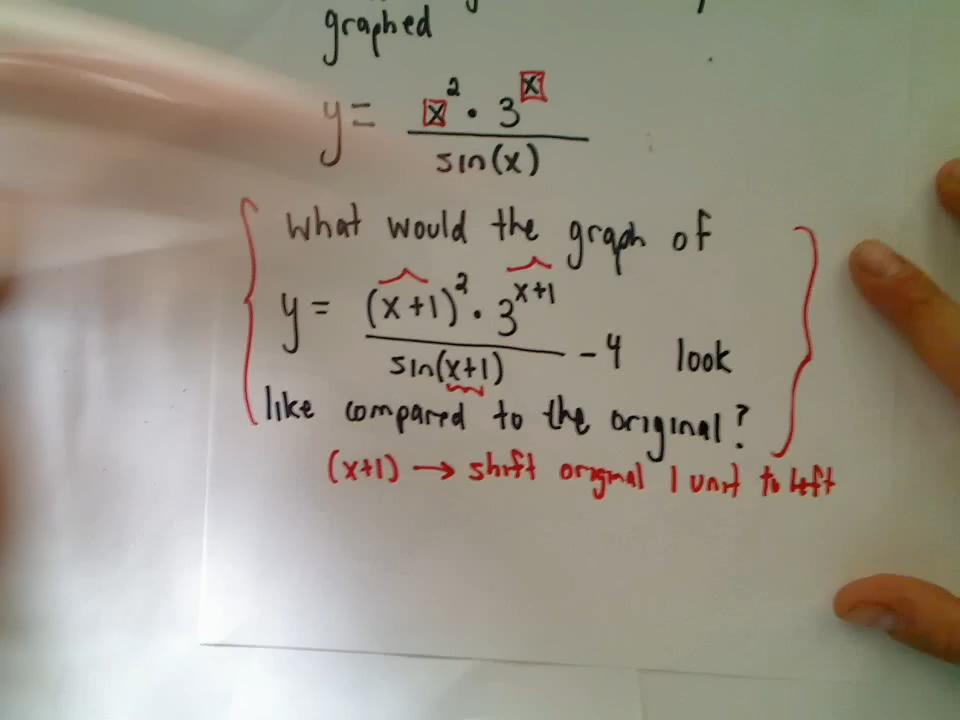 graphed
y = x² · 3^x / sin(x)
What would the graph of
y = (x+1)² · 3^(x+1) / sin(x+1) - 4 look
like compared to the original?
(x+1) → shift original 1 unit to left